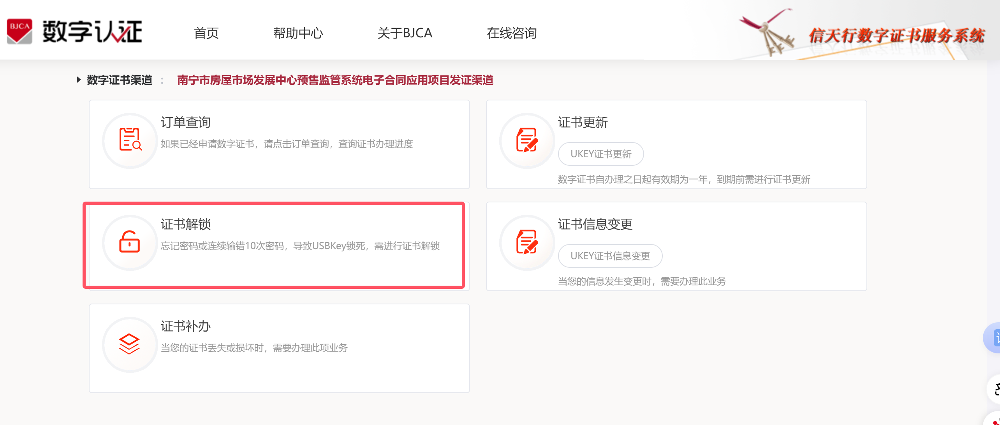 BJCA 数字认证 首页 帮助中心 关于BJCA 在线咨询 信天行数字证书服务系统
数字证书渠道 : 南宁市房屋市场发展中心预售监管系统电子合同应用项目发证渠道
订单查询
如果已经申请数字证书，请点击订单查询，查询证书办理进度
证书更新
UKEY证书更新
数字证书自办理之日起有效期为一年，到期前需进行证书更新
证书解锁
忘记密码或连续输错10次密码，导致USBKey锁死，需进行证书解锁
证书信息变更
UKEY证书信息变更
当您的信息发生变更时，需要办理此业务
证书补办
当您的证书丢失或损坏时，需要办理此项业务